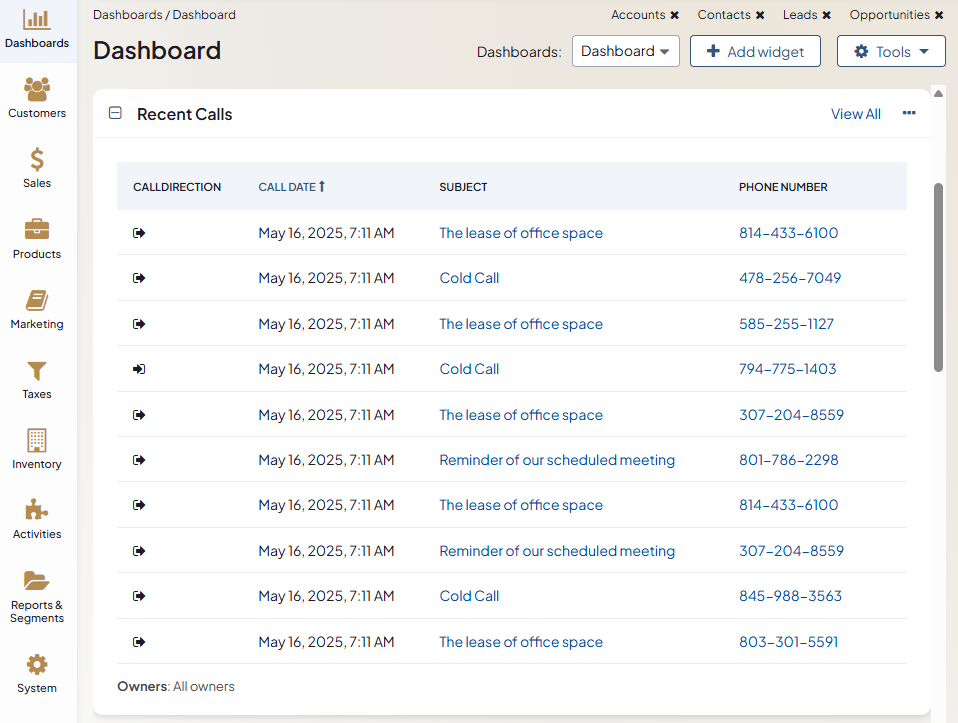 Dashboards
Customers
Sales
Products
Marketing
Taxes
Inventory
Activities
Reports &
Segments
System
Dashboards / Dashboard
Accounts Contacts Leads Opportunities
Dashboard
Dashboards: Dashboard Add widget Tools
Recent Calls View All
CALLDIRECTION CALL DATE SUBJECT PHONE NUMBER
May 16, 2025, 7:11 AM The lease of office space 814-433-6100
May 16, 2025, 7:11 AM Cold Call 478-256-7049
May 16, 2025, 7:11 AM The lease of office space 585-255-1127
May 16, 2025, 7:11 AM Cold Call 794-775-1403
May 16, 2025, 7:11 AM The lease of office space 307-204-8559
May 16, 2025, 7:11 AM Reminder of our scheduled meeting 801-786-2298
May 16, 2025, 7:11 AM The lease of office space 814-433-6100
May 16, 2025, 7:11 AM Reminder of our scheduled meeting 307-204-8559
May 16, 2025, 7:11 AM Cold Call 845-988-3563
May 16, 2025, 7:11 AM The lease of office space 803-301-5591
Owners: All owners